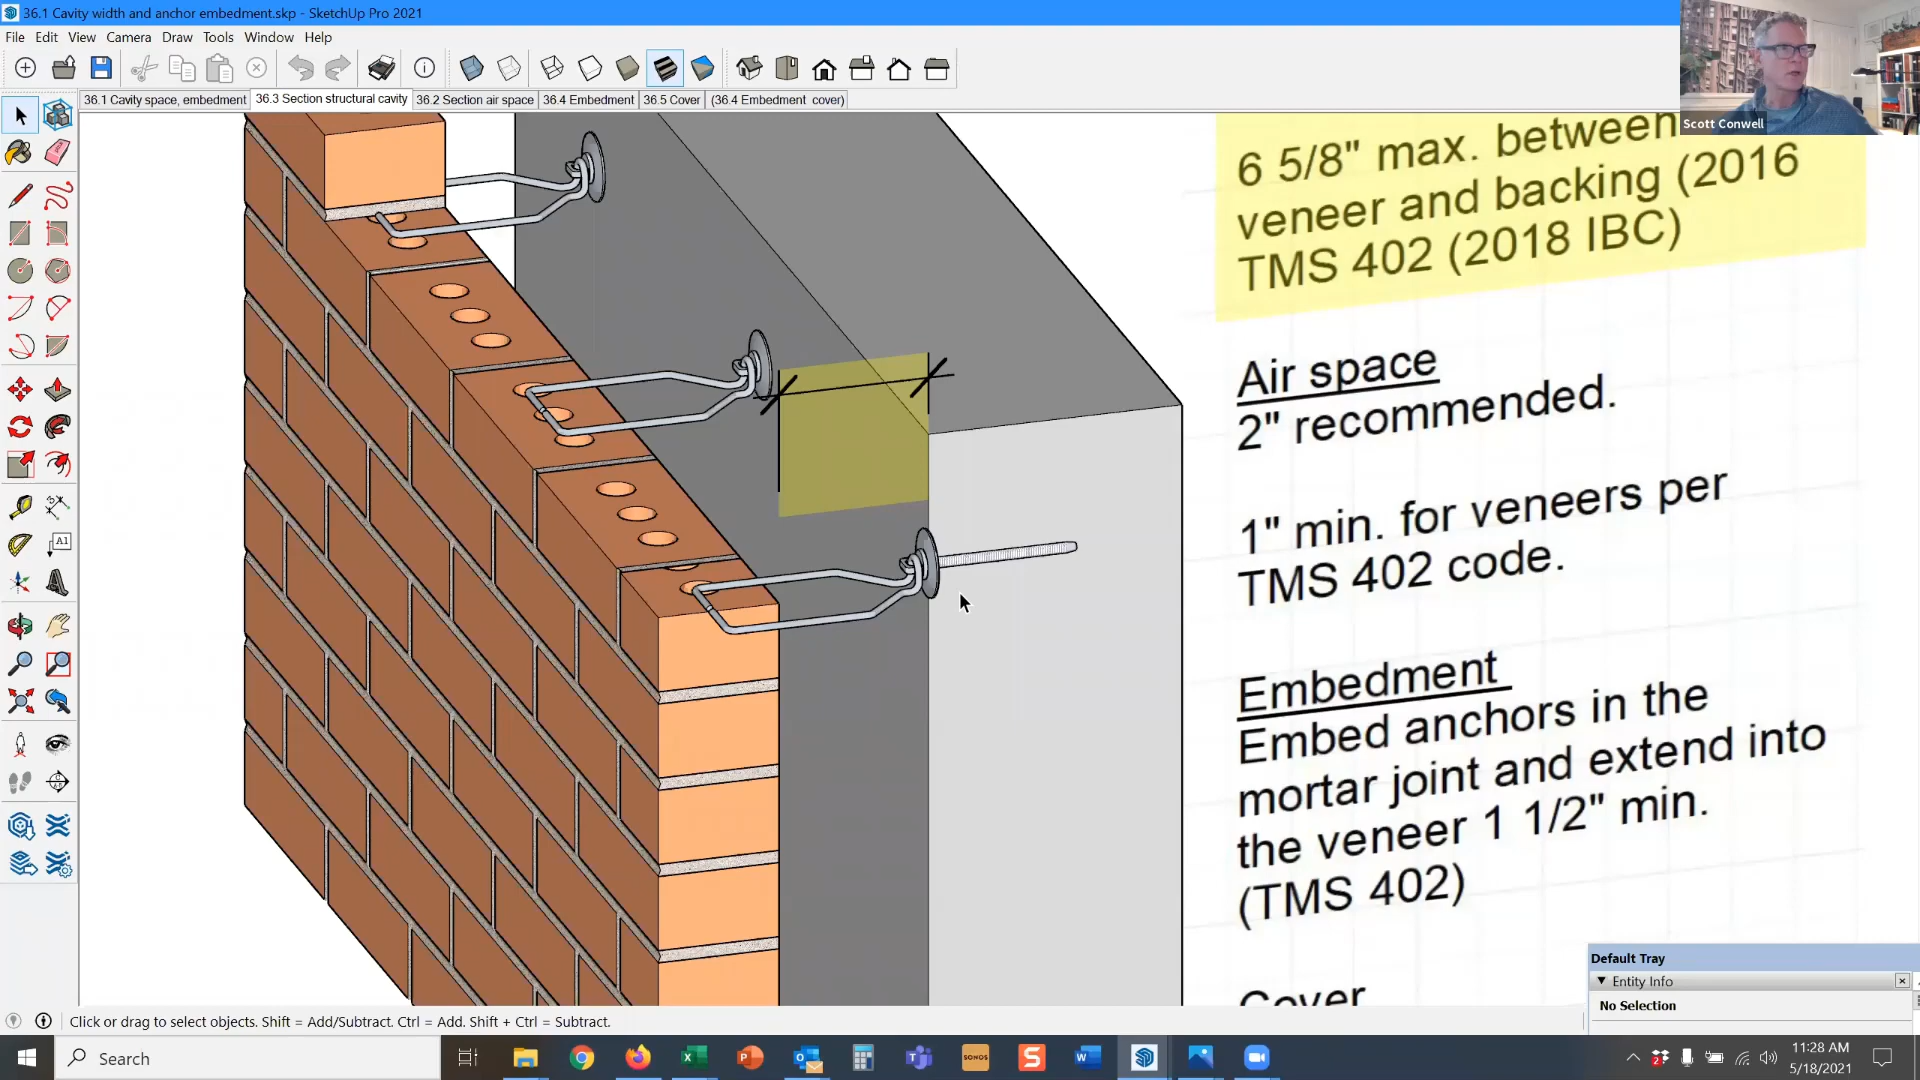 36.1 Cavity width and anchor embedment.skp - SketchUp Pro 2021
File Edit View Camera Draw Tools Window Help
36.1 Cavity space, embedment 36.3 Section structural cavity 36.2 Section air space 36.4 Embedment 36.5 Cover (36.4 Embedment cover)
Scott Conwell
6 5/8" max. between
veneer and backing (2016
TMS 402 (2018 IBC)
Air space
2" recommended.
1" min. for veneers per
TMS 402 code.
Embedment
Embed anchors in the
mortar joint and extend into
the veneer 1 1/2" min.
(TMS 402)
Cover
A1
Default Tray
Entity Info
No Selection
Click or drag to select objects. Shift = Add/Subtract. Ctrl = Add. Shift + Ctrl = Subtract.
Search
SONOS
11:28 AM
5/18/2021